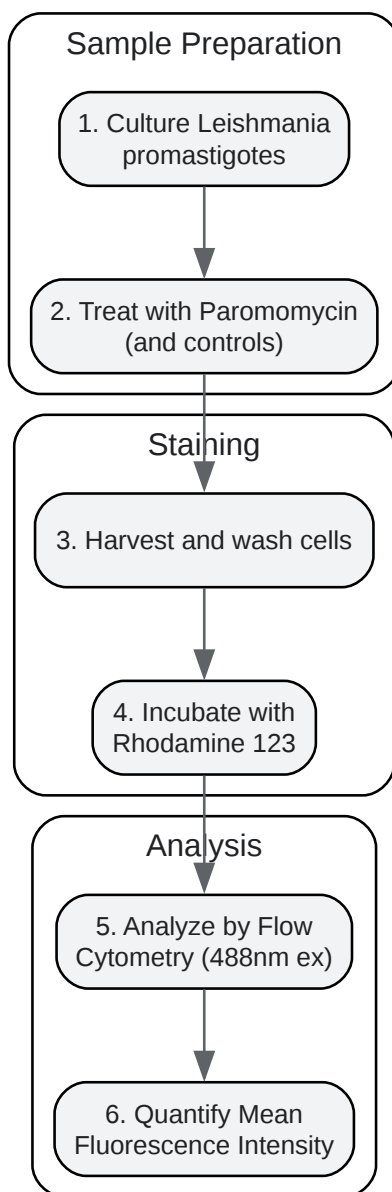 Sample Preparation
1. Culture Leishmania
promastigotes
2. Treat with Paromomycin
(and controls)
Staining
3. Harvest and wash cells
4. Incubate with
Rhodamine 123
Analysis
5. Analyze by Flow
Cytometry (488nm ex)
6. Quantify Mean
Fluorescence Intensity